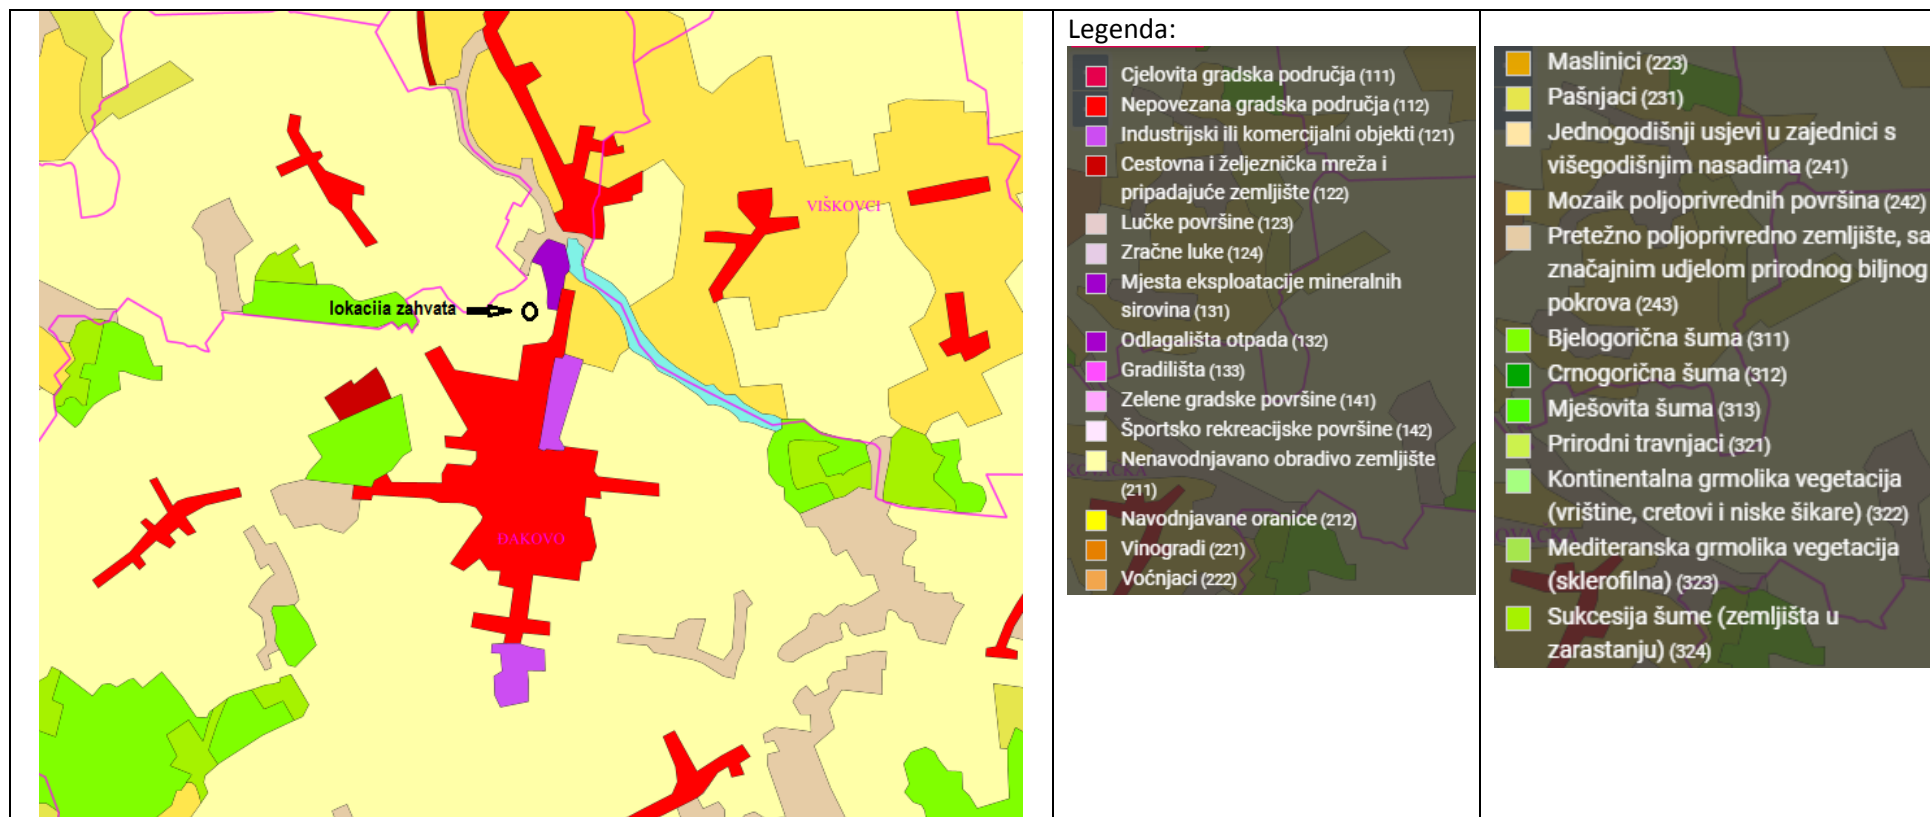 VIŠKOVCI
lokacija zahvata
ĐAKOVO
Legenda:
Cjelovita gradska područja (111)
Nepovezana gradska područja (112)
Industrijski ili komercijalni objekti (121)
Cestovna i željeznička mreža i
pripadajuće zemljište (122)
Lučke površine (123)
Zračne luke (124)
Mjesta eksploatacije mineralnih
sirovina (131)
Odlagališta otpada (132)
Gradilišta (133)
Zelene gradske površine (141)
Športsko rekreacijske površine (142)
Nenavodnjavano obradivo zemljište
(211)
Navodnjavane oranice (212)
Vinogradi (221)
Voćnjaci (222)
Maslinici (223)
Pašnjaci (231)
Jednogodišnji usjevi u zajednici s
višegodišnjim nasadima (241)
Mozaik poljoprivrednih površina (242)
Pretežno poljoprivredno zemljište, sa
značajnim udjelom prirodnog biljnog
pokrova (243)
Bjelogorična šuma (311)
Crnogorična šuma (312)
Mješovita šuma (313)
Prirodni travnjaci (321)
Kontinentalna grmolika vegetacija
(vrištine, cretovi i niske šikare) (322)
Mediteranska grmolika vegetacija
(sklerofilna) (323)
Sukcesija šume (zemljišta u
zarastanju) (324)